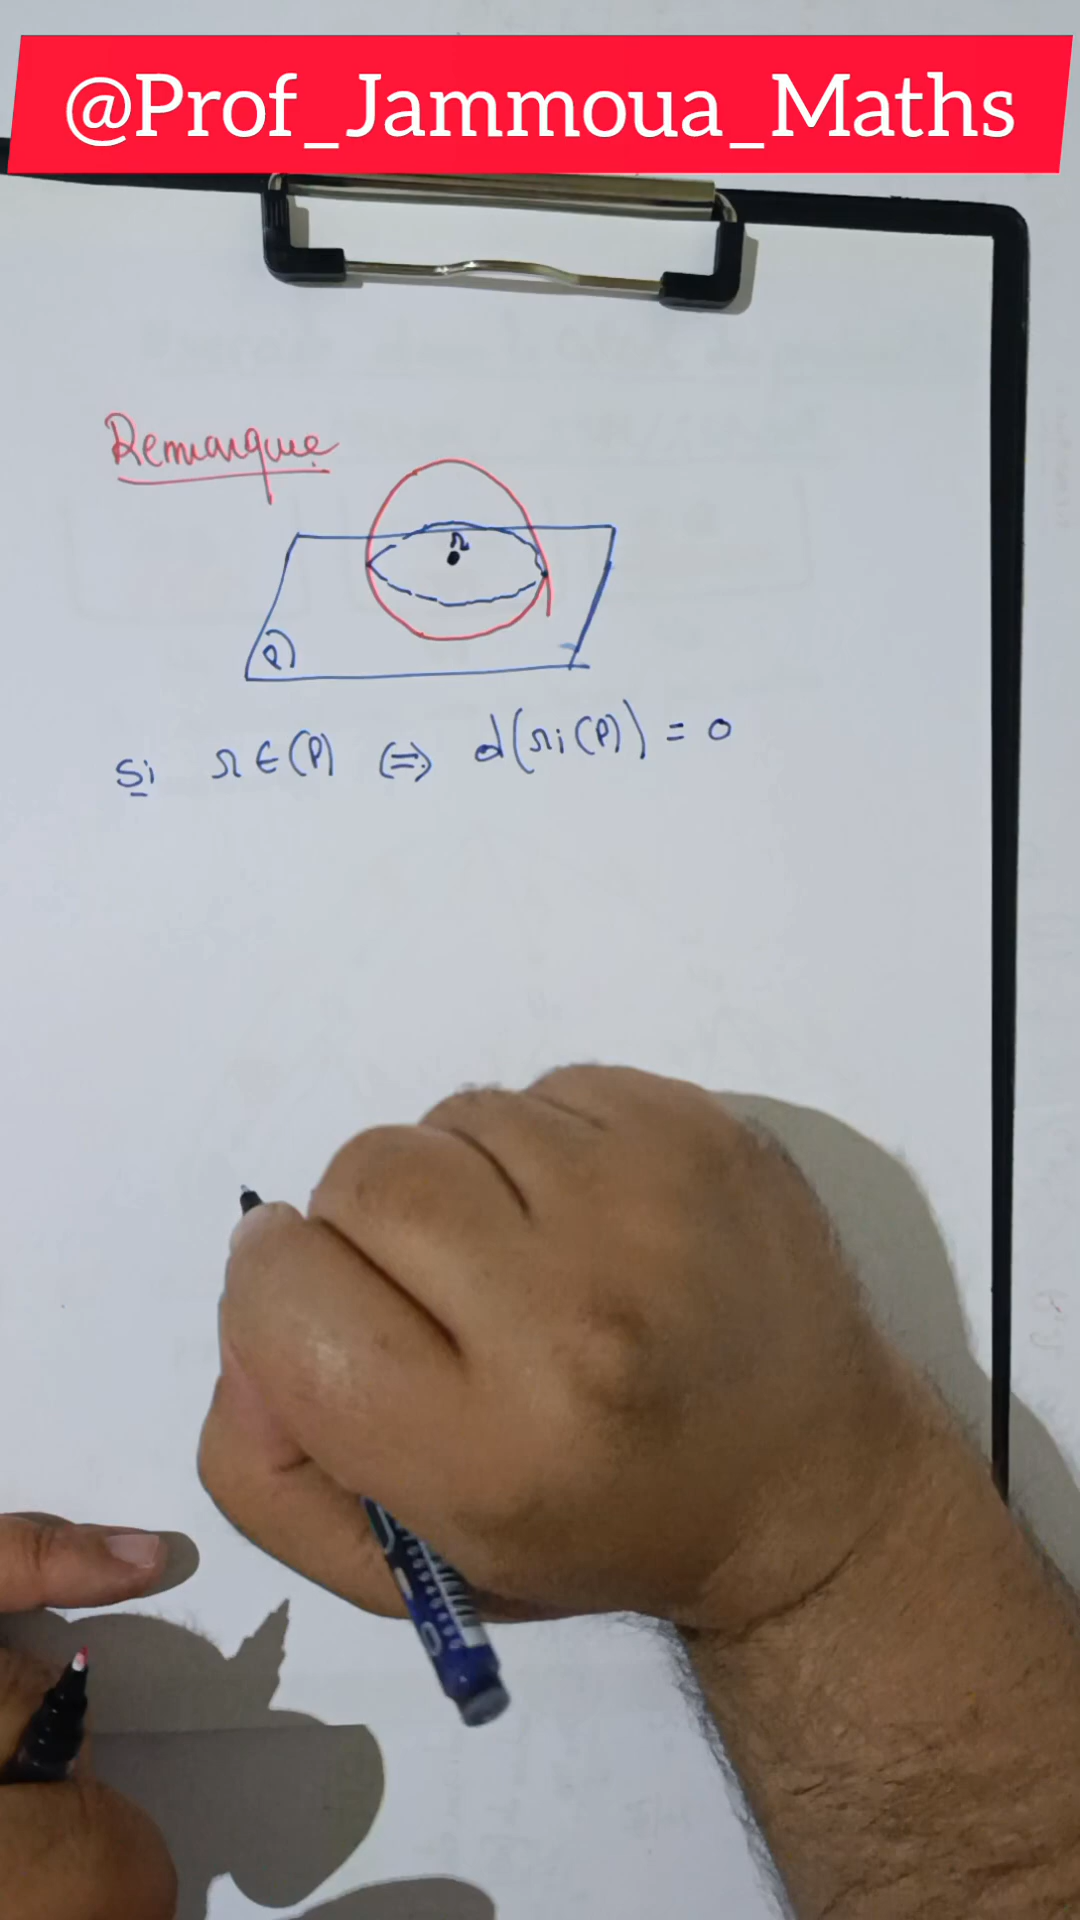 @Prof_Jammoua_Maths
Remarque
Ω
(P)
Si Ω ∈ (P) ⇔ d(Ω; (P)) = 0